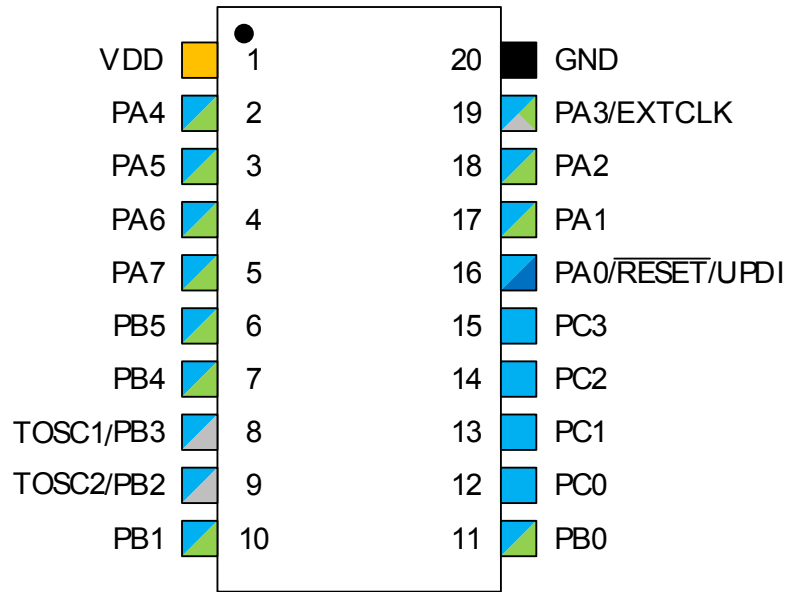 VDD 1 20 GND
PA4 2 19 PA3/EXTCLK
PA5 3 18 PA2
PA6 4 17 PA1
PA7 5 16 PA0/RESET/UPDI
PB5 6 15 PC3
PB4 7 14 PC2
TOSC1/PB3 8 13 PC1
TOSC2/PB2 9 12 PC0
PB1 10 11 PB0